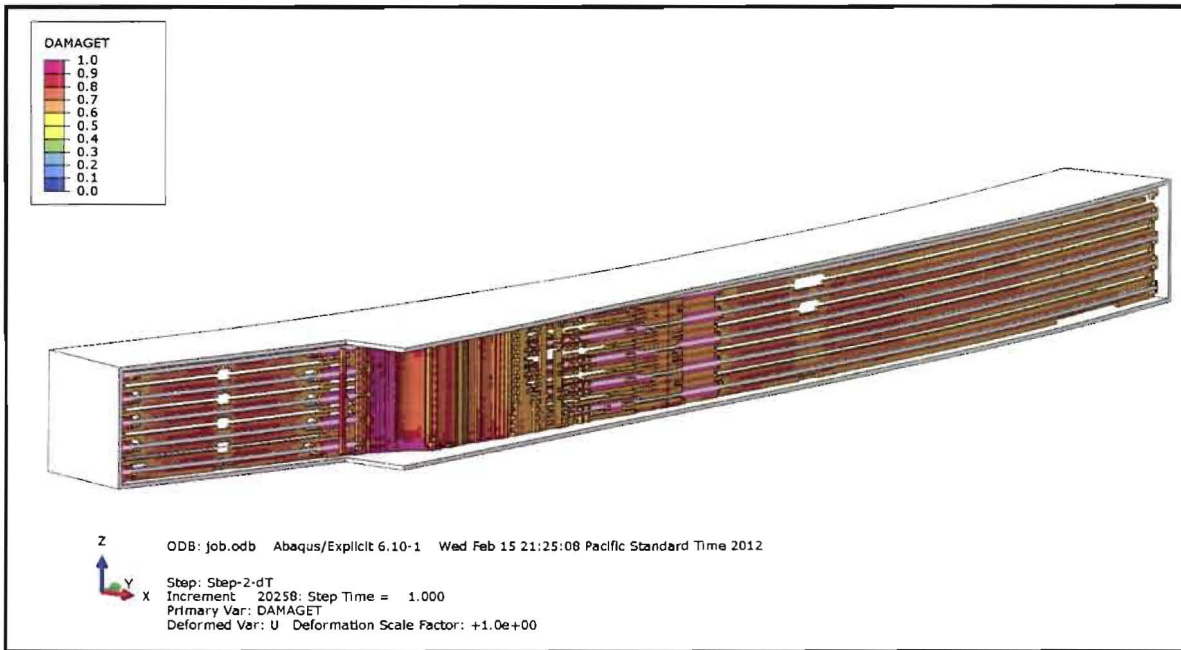 DAMAGET
1.0
0.9
0.8
0.7
0.6
0.5
0.4
0.3
0.2
0.1
0.0
Z
Y
X
ODB: job.odb Abaqus/Explicit 6.10-1 Wed Feb 15 21:25:08 Pacific Standard Time 2012
Step: Step-2-dT
Increment 20258: Step Time = 1.000
Primary Var: DAMAGET
Deformed Var: U Deformation Scale Factor: +1.0e+00